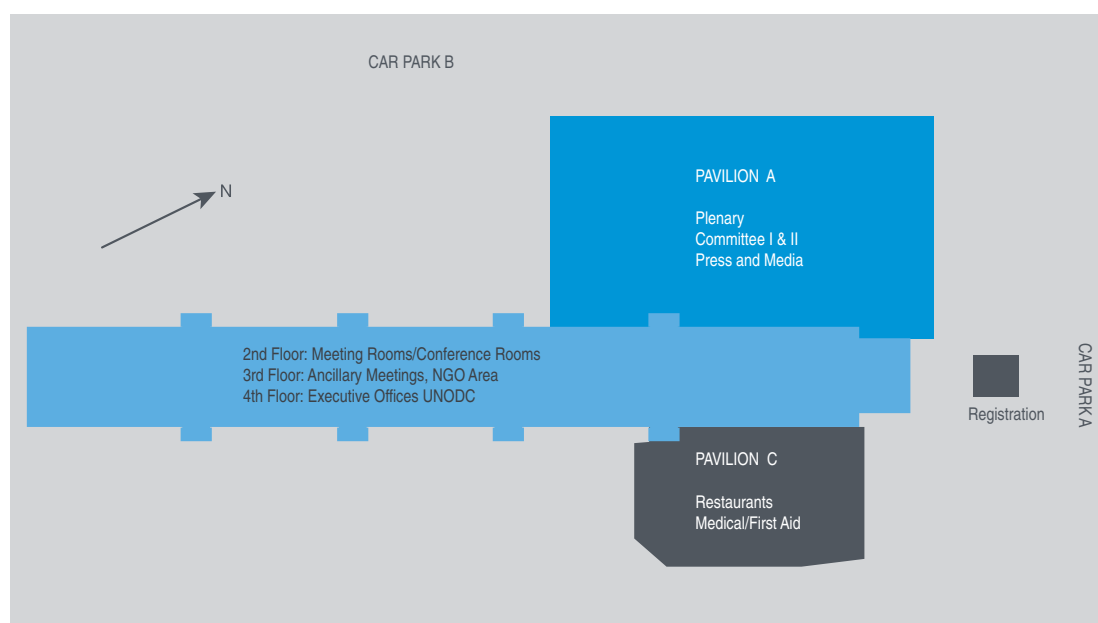 CAR PARK B
N
PAVILION A
Plenary
Committee I & II
Press and Media
2nd Floor: Meeting Rooms/Conference Rooms
3rd Floor: Ancillary Meetings, NGO Area
4th Floor: Executive Offices UNODC
Registration
CAR PARK A
PAVILION C
Restaurants
Medical/First Aid